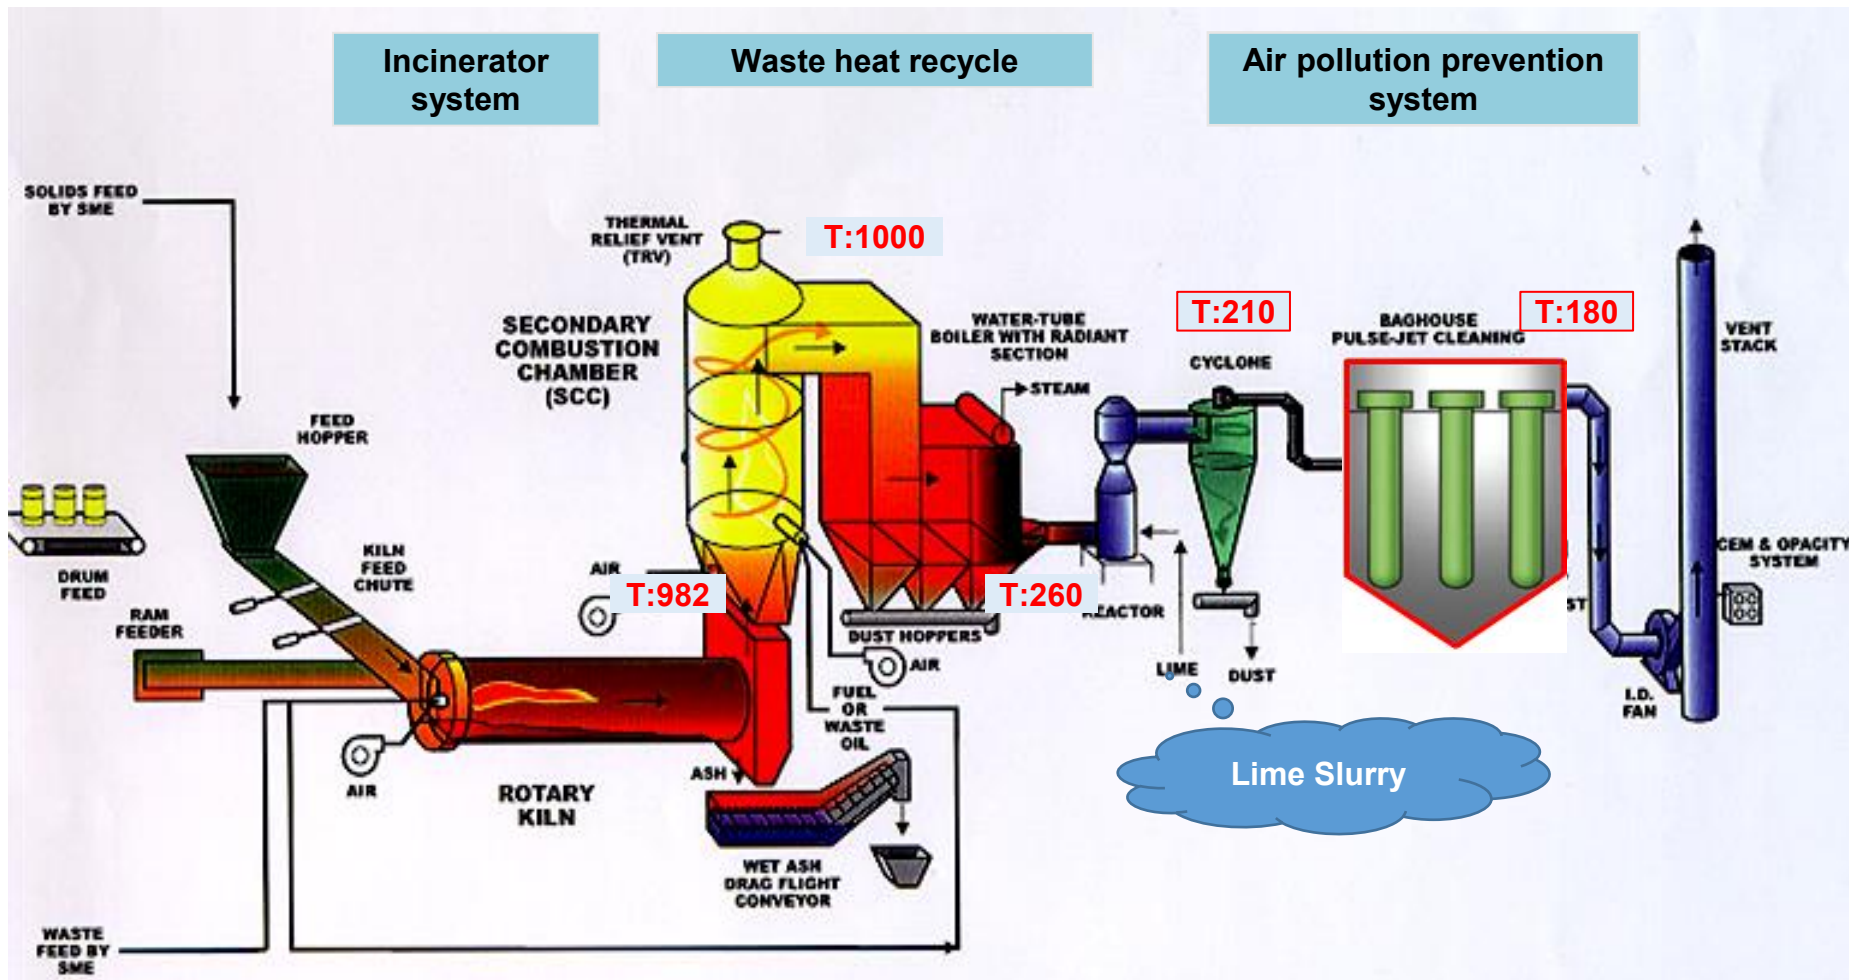 Incinerator
system
Waste heat recycle
Air pollution prevention
system
SOLIDS FEED
BY SME
THERMAL
RELIEF VENT
(TRV)
T:1000
SECONDARY
COMBUSTION
CHAMBER
(SCC)
WATER-TUBE
BOILER WITH RADIANT
SECTION
STEAM
T:210
CYCLONE
BAGHOUSE
PULSE-JET CLEANING
T:180
VENT
STACK
FEED
HOPPER
KILN
FEED
CHUTE
DRUM
FEED
RAM
FEEDER
AIR
T:982
T:260
REACTOR
DUST HOPPERS
AIR
LIME
DUST
ST
CEM & OPACITY
SYSTEM
I.D.
FAN
FUEL
OR
WASTE
OIL
AIR
ROTARY
KILN
ASH
WET ASH
DRAG FLIGHT
CONVEYOR
Lime Slurry
WASTE
FEED BY
SME